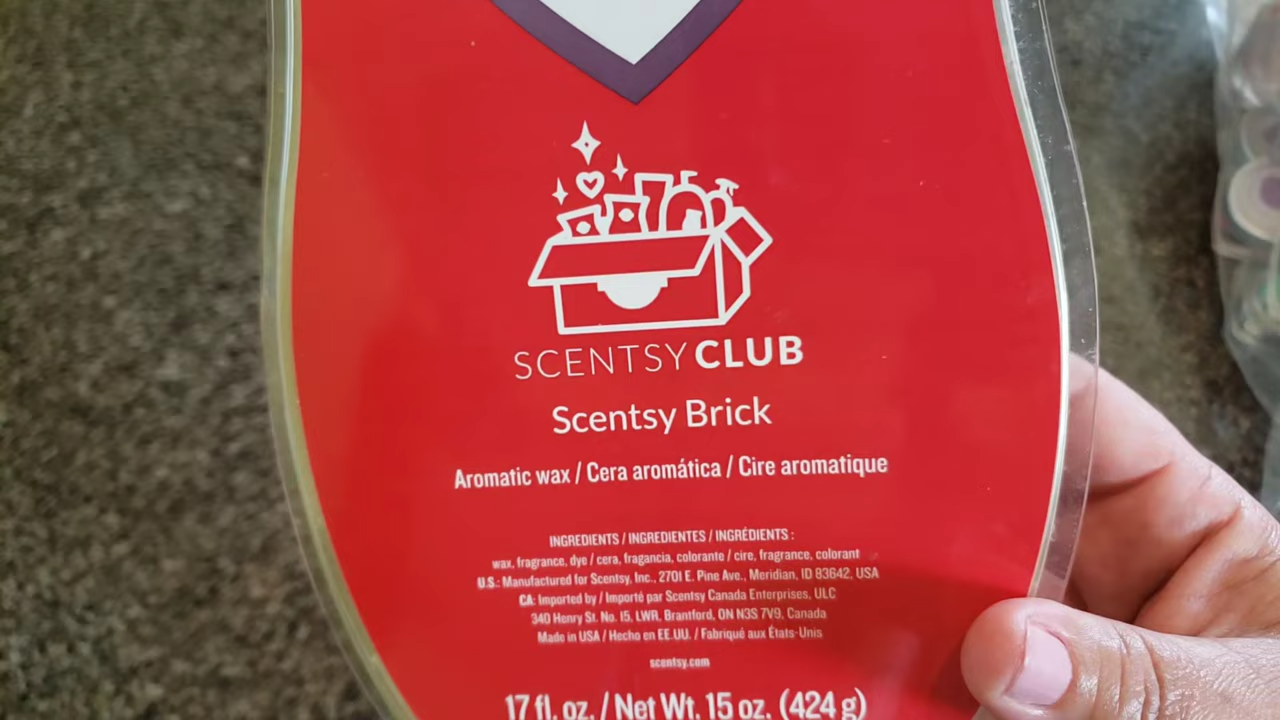 SCENTSY CLUB
Scentsy Brick
Aromatic wax / Cera aromática / Cire aromatique
INGREDIENTS / INGREDIENTES / INGRÉDIENTS :
wax, fragrance, dye / cera, fragancia, colorante / cire, fragrance, colorant
U.S.: Manufactured for Scentsy, Inc., 2701 E. Pine Ave., Meridian, ID 83642, USA
CA: Imported by / Importé par Scentsy Canada Enterprises, ULC
340 Henry St. No. 15, LWR, Brantford, ON N3S 7V9, Canada
Made in USA / Hecho en EE.UU. / Fabriqué aux États-Unis
scentsy.com
17 fl. oz. / Net Wt. 15 oz. (424 g)